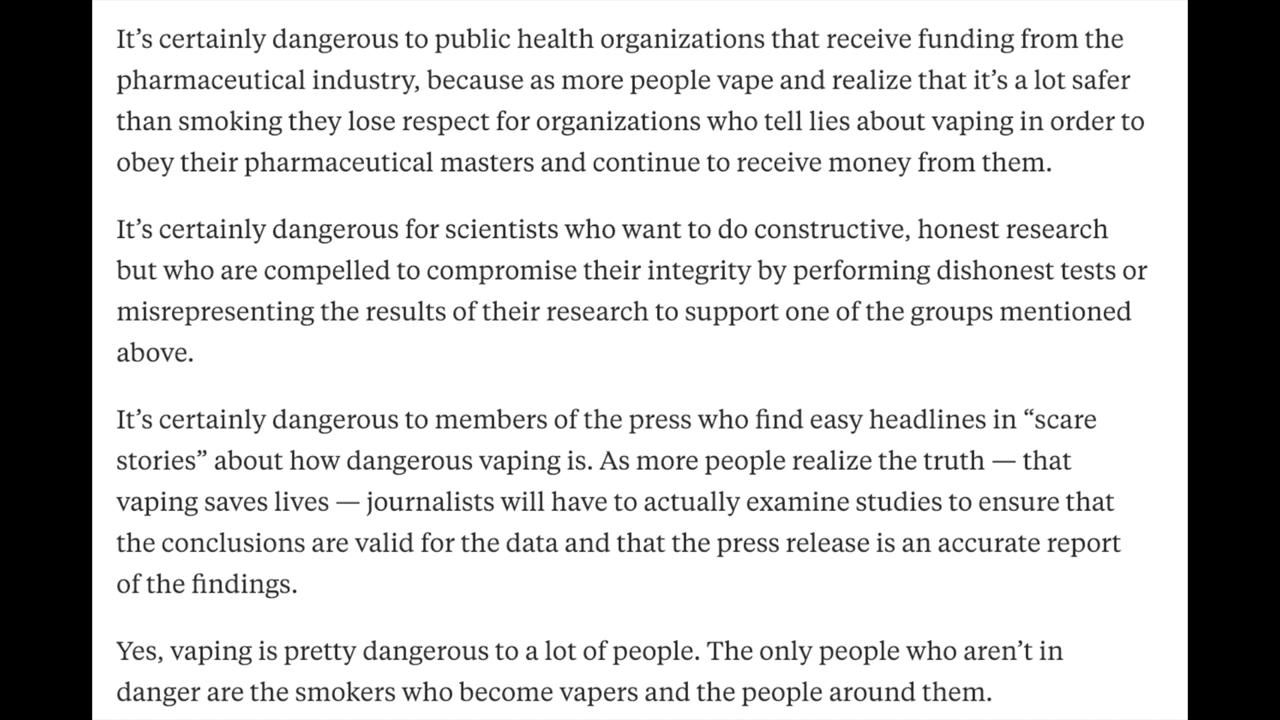 It’s certainly dangerous to public health organizations that receive funding from the
pharmaceutical industry, because as more people vape and realize that it’s a lot safer
than smoking they lose respect for organizations who tell lies about vaping in order to
obey their pharmaceutical masters and continue to receive money from them.
It’s certainly dangerous for scientists who want to do constructive, honest research
but who are compelled to compromise their integrity by performing dishonest tests or
misrepresenting the results of their research to support one of the groups mentioned
above.
It’s certainly dangerous to members of the press who find easy headlines in “scare
stories” about how dangerous vaping is. As more people realize the truth — that
vaping saves lives — journalists will have to actually examine studies to ensure that
the conclusions are valid for the data and that the press release is an accurate report
of the findings.
Yes, vaping is pretty dangerous to a lot of people. The only people who aren’t in
danger are the smokers who become vapers and the people around them.